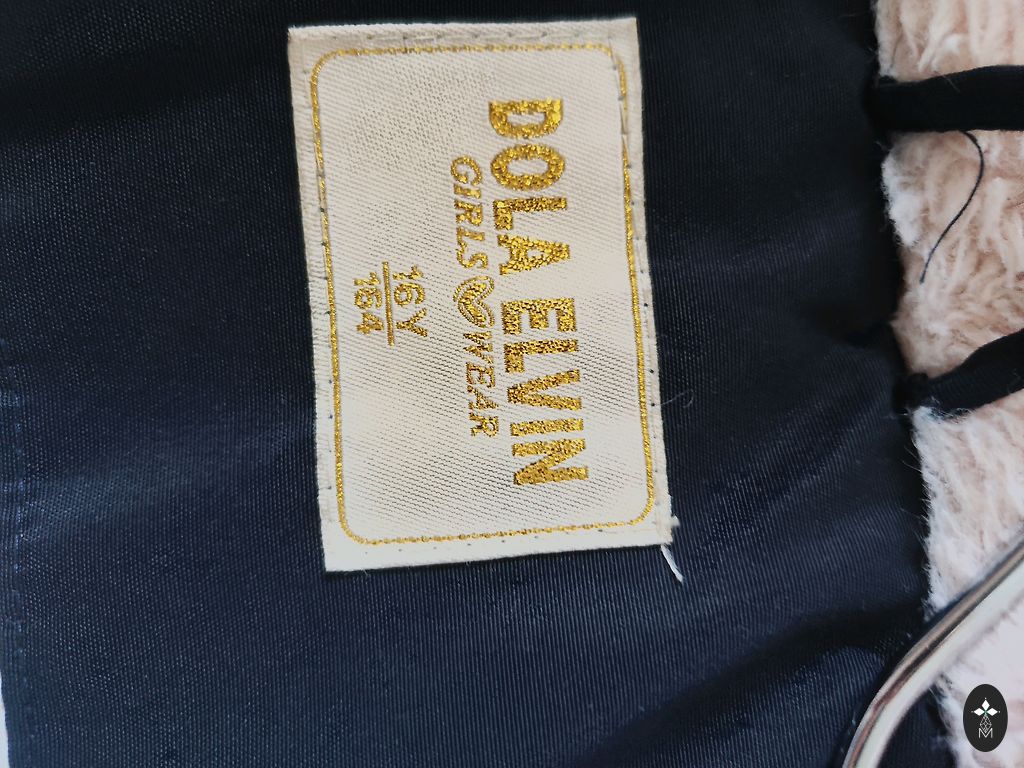 DOLA ELVIN
GIRLS WEAR
16Y
164
M